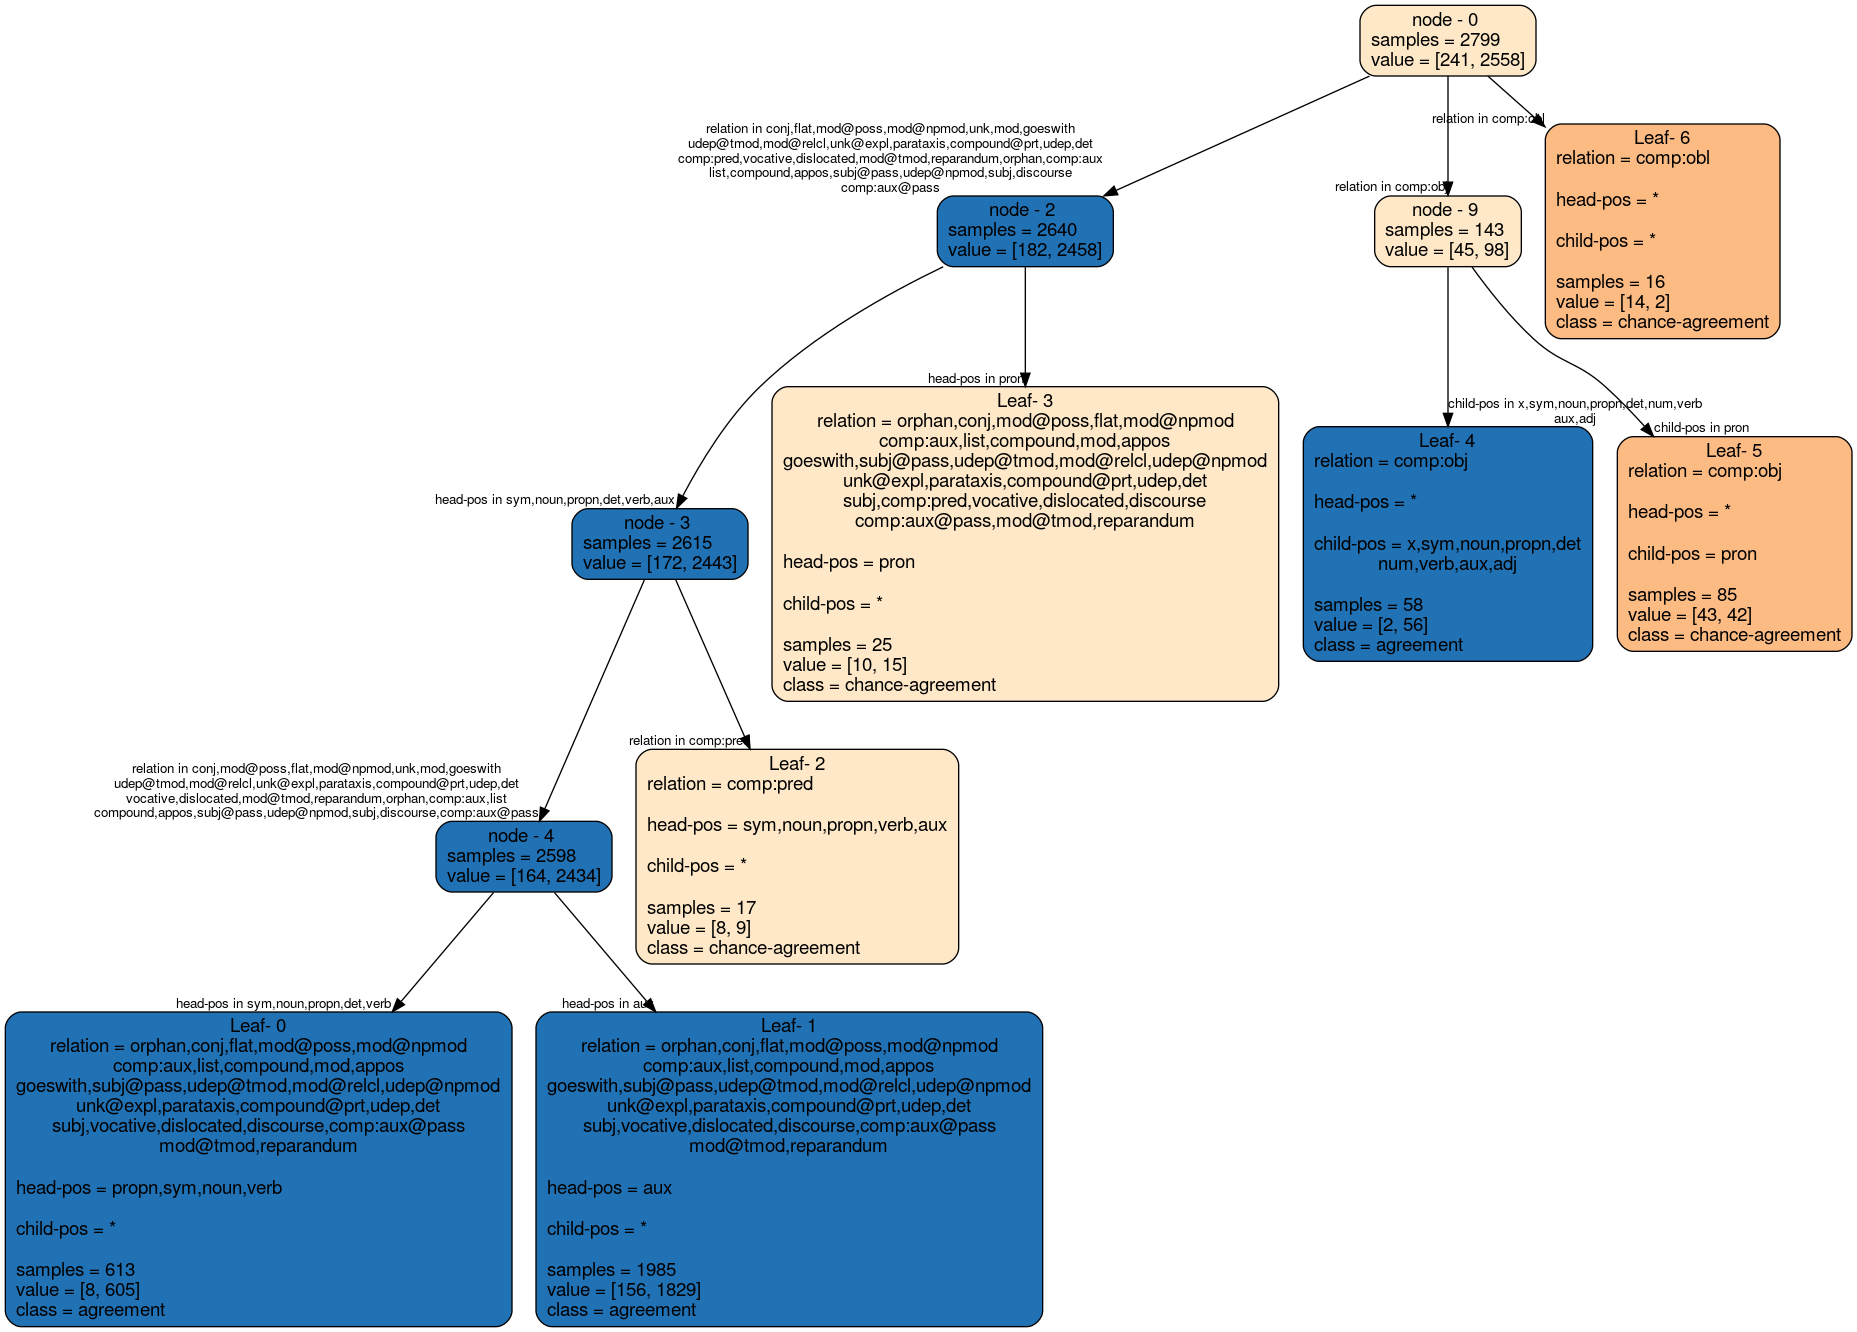 node - 0
samples = 2799
value = [241, 2558]
relation in conj,flat,mod@poss,mod@npmod,unk,mod,goeswith
udep@tmod,mod@relcl,unk@expl,parataxis,compound@prt,udep,det
comp:pred,vocative,dislocated,mod@tmod,reparandum,orphan,comp:aux
list,compound,appos,subj@pass,udep@npmod,subj,discourse
comp:aux@pass
relation in comp:obj
relation in comp:obl
node - 2
samples = 2640
value = [182, 2458]
node - 9
samples = 143
value = [45, 98]
Leaf- 6
relation = comp:obl
head-pos = *
child-pos = *
samples = 16
value = [14, 2]
class = chance-agreement
head-pos in sym,noun,propn,det,verb,aux
head-pos in pron
child-pos in x,sym,noun,propn,det,num,verb
aux,adj
child-pos in pron
node - 3
samples = 2615
value = [172, 2443]
Leaf- 3
relation = orphan,conj,mod@poss,flat,mod@npmod
comp:aux,list,compound,mod,appos
goeswith,subj@pass,udep@tmod,mod@relcl,udep@npmod
unk@expl,parataxis,compound@prt,udep,det
subj,comp:pred,vocative,dislocated,discourse
comp:aux@pass,mod@tmod,reparandum
head-pos = pron
child-pos = *
samples = 25
value = [10, 15]
class = chance-agreement
Leaf- 4
relation = comp:obj
head-pos = *
child-pos = x,sym,noun,propn,det
num,verb,aux,adj
samples = 58
value = [2, 56]
class = agreement
Leaf- 5
relation = comp:obj
head-pos = *
child-pos = pron
samples = 85
value = [43, 42]
class = chance-agreement
relation in conj,mod@poss,flat,mod@npmod,unk,mod,goeswith
udep@tmod,mod@relcl,unk@expl,parataxis,compound@prt,udep,det
vocative,dislocated,mod@tmod,reparandum,orphan,comp:aux,list
compound,appos,subj@pass,udep@npmod,subj,discourse,comp:aux@pass
relation in comp:pred
node - 4
samples = 2598
value = [164, 2434]
Leaf- 2
relation = comp:pred
head-pos = sym,noun,propn,verb,aux
child-pos = *
samples = 17
value = [8, 9]
class = chance-agreement
head-pos in sym,noun,propn,det,verb
head-pos in aux
Leaf- 0
relation = orphan,conj,flat,mod@poss,mod@npmod
comp:aux,list,compound,mod,appos
goeswith,subj@pass,udep@tmod,mod@relcl,udep@npmod
unk@expl,parataxis,compound@prt,udep,det
subj,vocative,dislocated,discourse,comp:aux@pass
mod@tmod,reparandum
head-pos = propn,sym,noun,verb
child-pos = *
samples = 613
value = [8, 605]
class = agreement
Leaf- 1
relation = orphan,conj,flat,mod@poss,mod@npmod
comp:aux,list,compound,mod,appos
goeswith,subj@pass,udep@tmod,mod@relcl,udep@npmod
unk@expl,parataxis,compound@prt,udep,det
subj,vocative,dislocated,discourse,comp:aux@pass
mod@tmod,reparandum
head-pos = aux
child-pos = *
samples = 1985
value = [156, 1829]
class = agreement